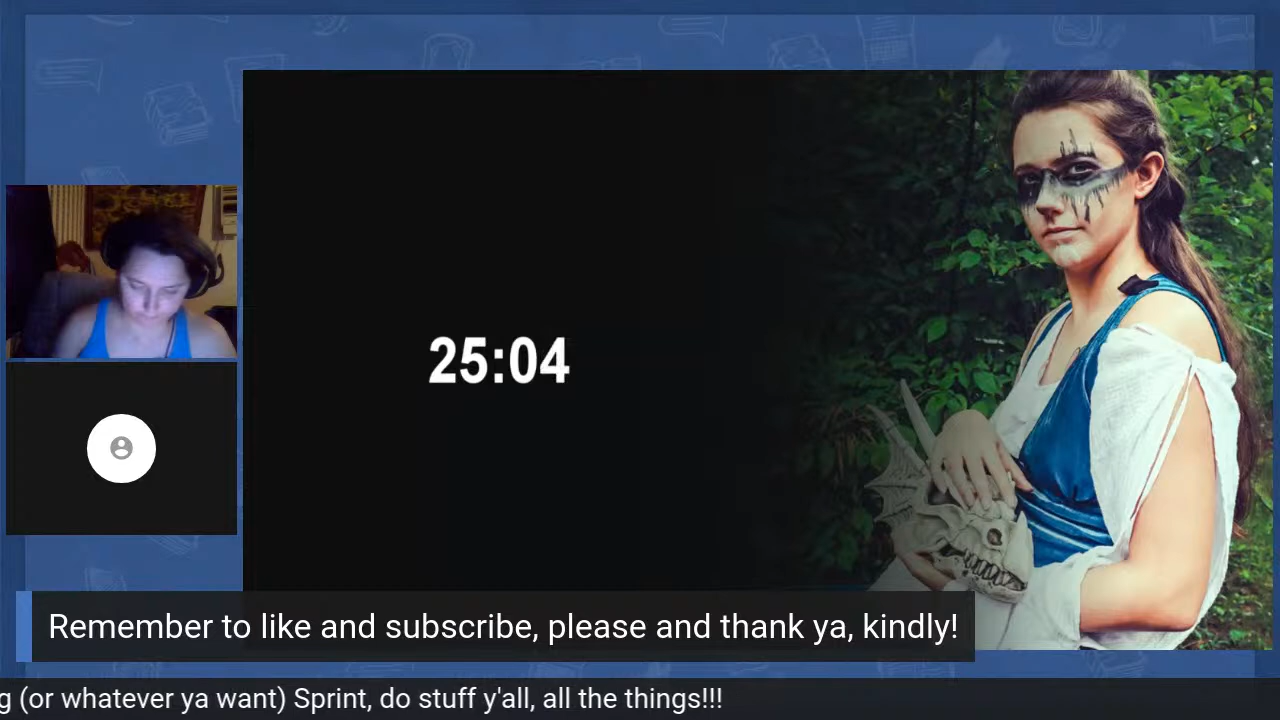 25:04
Remember to like and subscribe, please and thank ya, kindly!
g (or whatever ya want) Sprint, do stuff y'all, all the things!!!